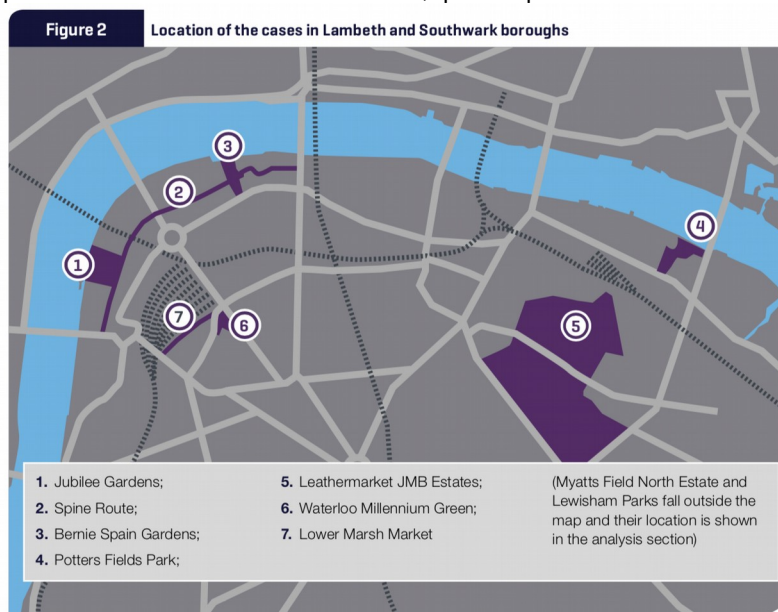 Figure 2
Location of the cases in Lambeth and Southwark boroughs
3
2
4
1
7
6
5
1. Jubilee Gardens;
2. Spine Route;
3. Bernie Spain Gardens;
4. Potters Fields Park;
5. Leathermarket JMB Estates;
6. Waterloo Millennium Green;
7. Lower Marsh Market
(Myatts Field North Estate and
Lewisham Parks fall outside the
map and their location is shown
in the analysis section)